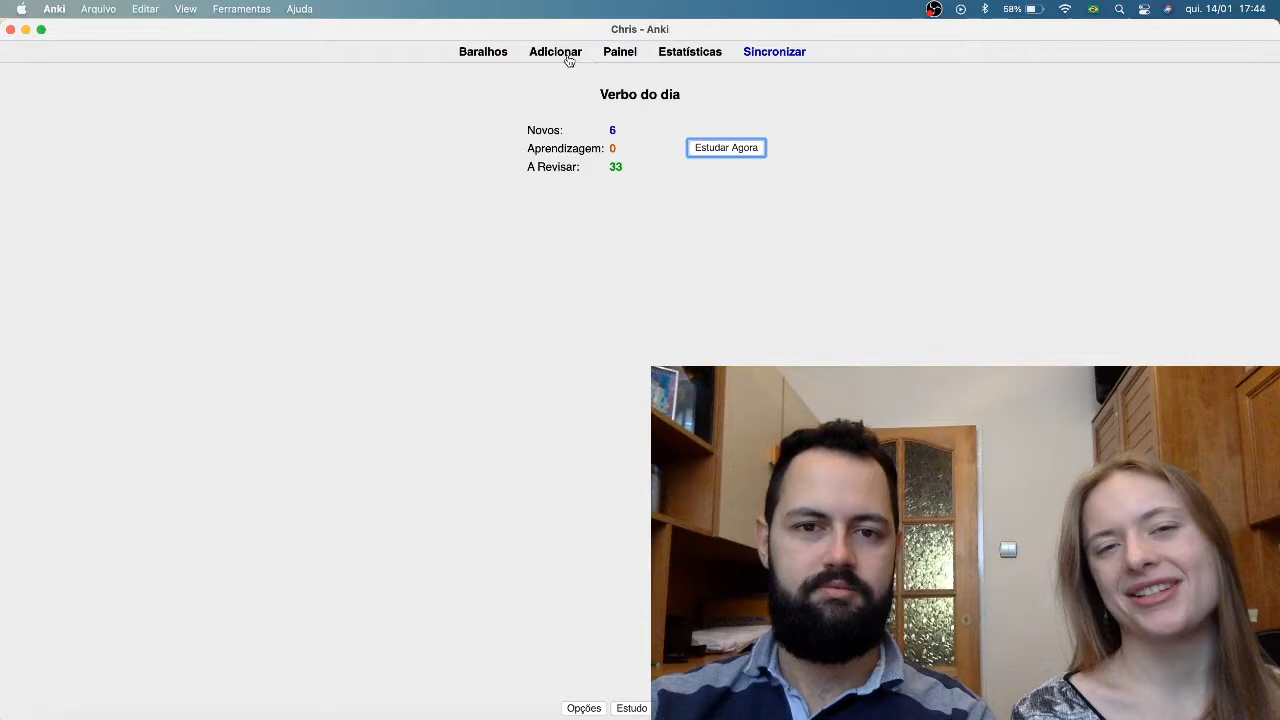 Anki Arquivo Editar View Ferramentas Ajuda 58% qui. 14/01 17:44
Chris - Anki
Baralhos Adicionar Painel Estatísticas Sincronizar
Verbo do dia
Novos: 6
Aprendizagem: 0
Estudar Agora
A Revisar: 33
Opções Estudo